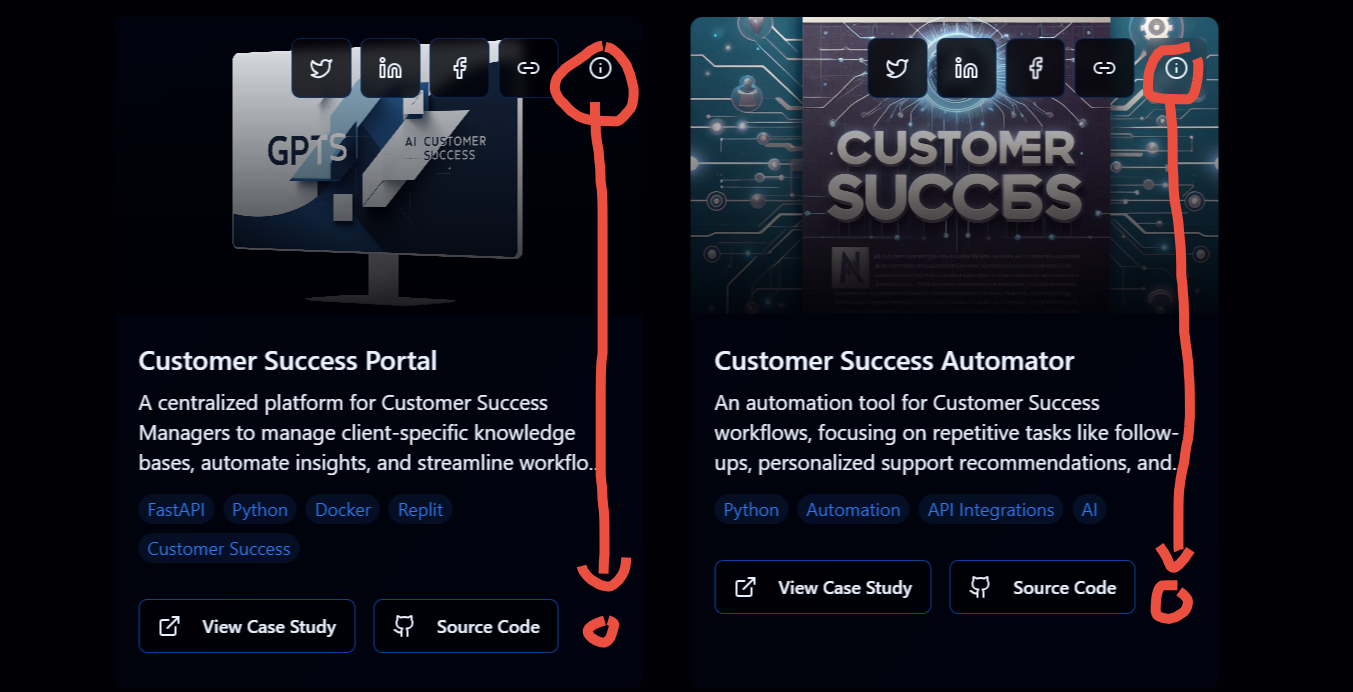 GPTS
AI CUSTOMER
SUCCESS
CUSTOMER
SUCCES
N
Customer Success Portal
A centralized platform for Customer Success
Managers to manage client-specific knowledge
bases, automate insights, and streamline workflo...
FastAPI
Python
Docker
Replit
Customer Success
View Case Study
Source Code
Customer Success Automator
An automation tool for Customer Success
workflows, focusing on repetitive tasks like follow-
ups, personalized support recommendations, and...
Python
Automation
API Integrations
AI
View Case Study
Source Code